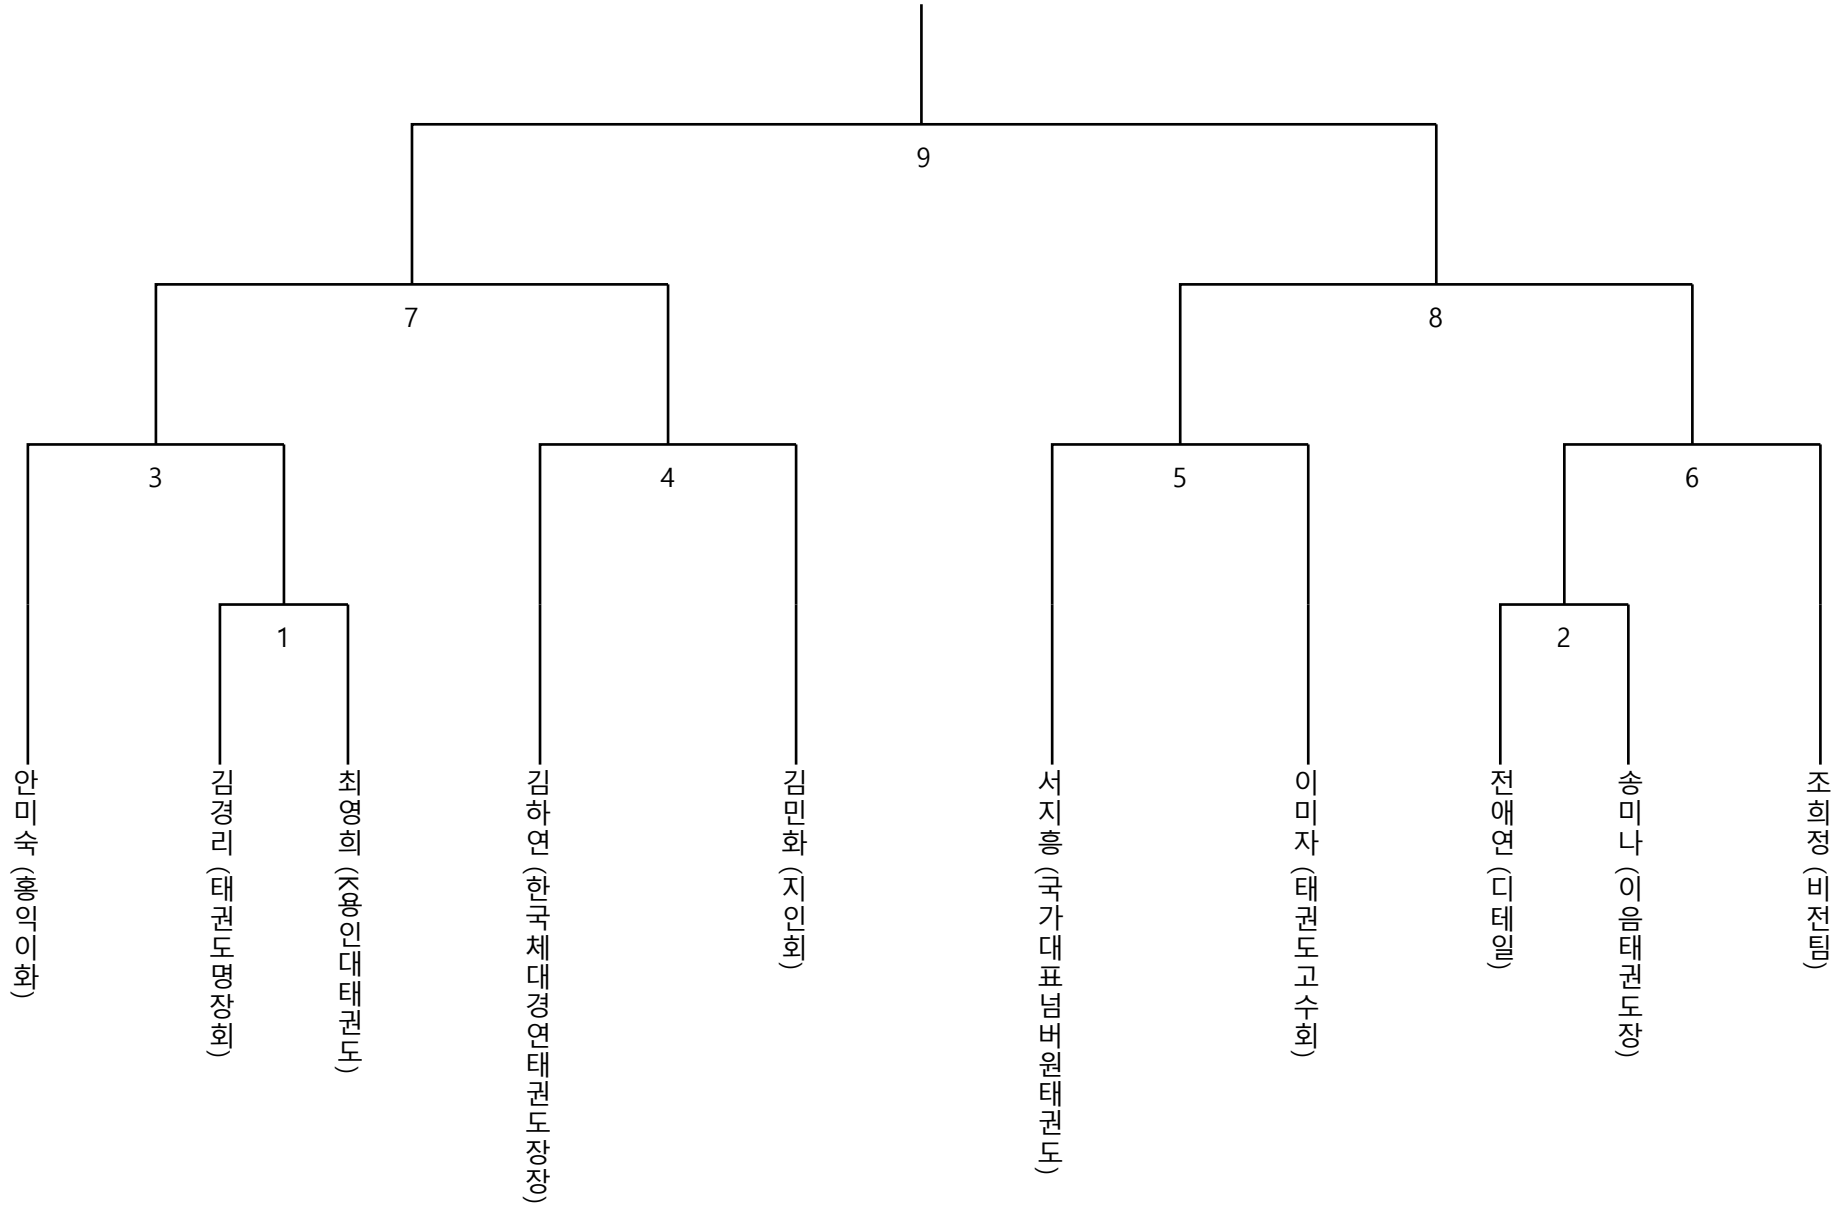 9
7
8
3
4
5
6
1
2
안미숙 (홍익이화)
김경리 (태권도명장회)
최영희 (K용인대태권도)
김하연 (한국체대경연태권도장장)
김민화 (지인회)
서지흥 (국가대표넘버원태권도)
이미자 (태권도고수회)
전애연 (디테일)
송미나 (이음태권도장)
조희정 (비전팀)